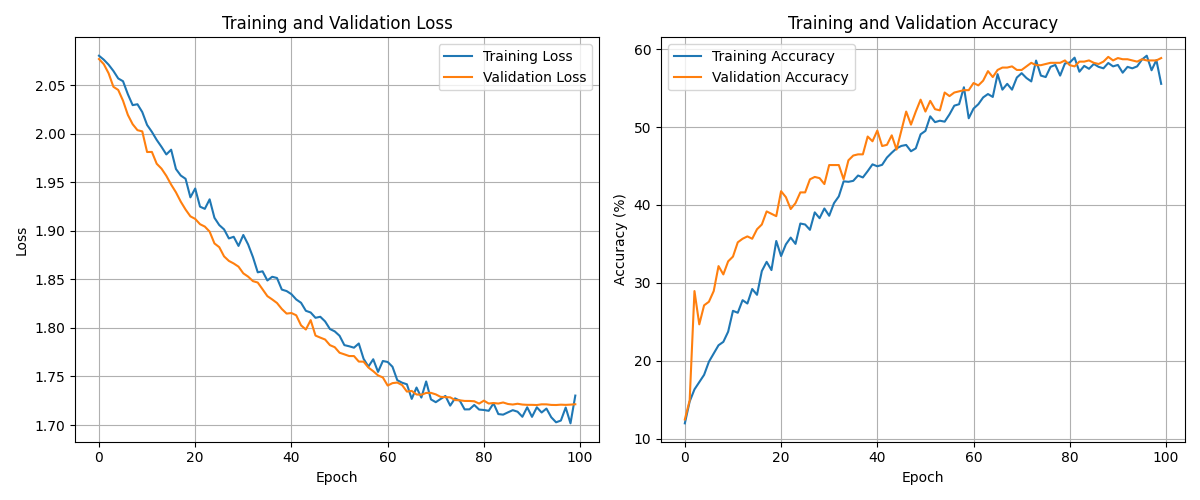 Training and Validation Loss
Training Loss
Validation Loss
2.05
2.00
1.95
1.90
1.85
1.80
1.75
1.70
Loss
0
20
40
60
80
100
Epoch
Training and Validation Accuracy
Training Accuracy
Validation Accuracy
60
50
40
30
20
10
Accuracy (%)
0
20
40
60
80
100
Epoch